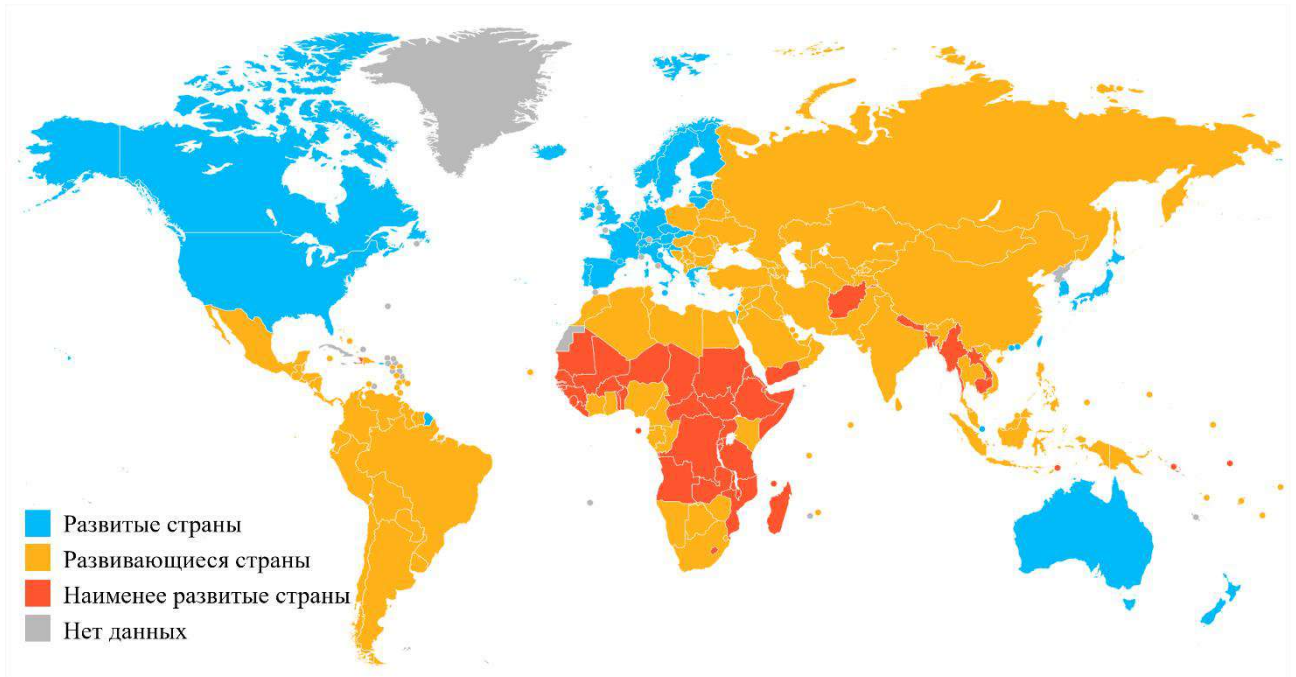 Развитые страны
Развивающиеся страны
Наименее развитые страны
Нет данных